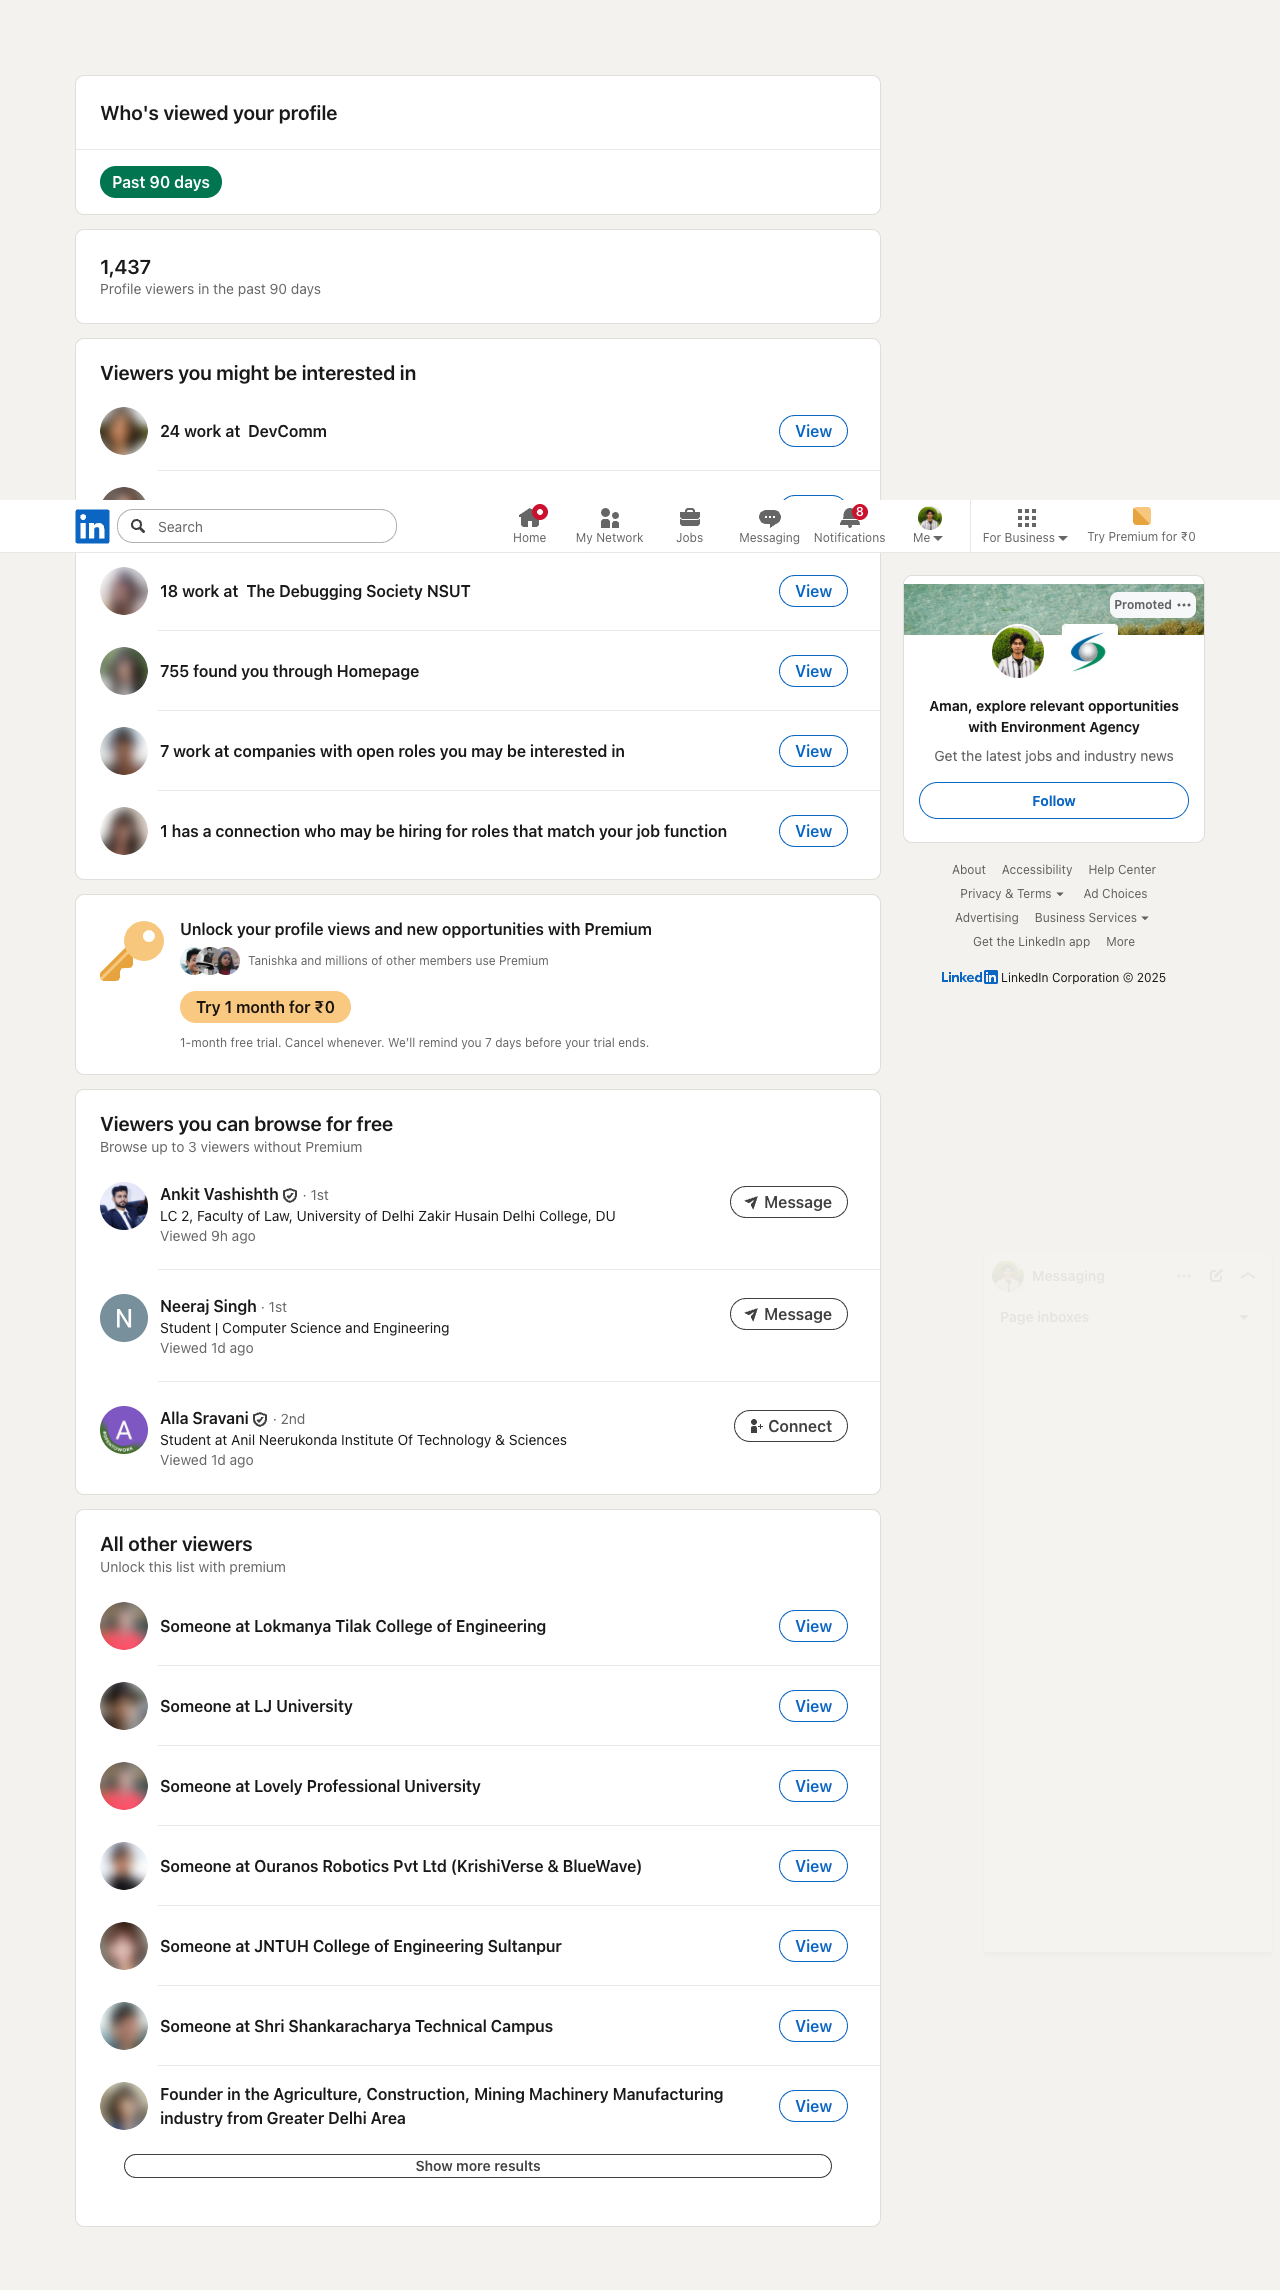 Who's viewed your profile
Past 90 days
1,437
Profile viewers in the past 90 days
Viewers you might be interested in
24 work at DevComm
View
in
Search
Home
My Network
Jobs
Messaging
8
Notifications
Me
For Business
Try Premium for ₹0
18 work at The Debugging Society NSUT
View
755 found you through Homepage
View
7 work at companies with open roles you may be interested in
View
1 has a connection who may be hiring for roles that match your job function
View
Promoted
Aman, explore relevant opportunities
with Environment Agency
Get the latest jobs and industry news
Follow
About Accessibility Help Center
Privacy & Terms Ad Choices
Advertising Business Services
Get the LinkedIn app More
Linkedin LinkedIn Corporation © 2025
Unlock your profile views and new opportunities with Premium
Tanishka and millions of other members use Premium
Try 1 month for ₹0
1-month free trial. Cancel whenever. We'll remind you 7 days before your trial ends.
Viewers you can browse for free
Browse up to 3 viewers without Premium
Ankit Vashishth · 1st
LC 2, Faculty of Law, University of Delhi Zakir Husain Delhi College, DU
Viewed 9h ago
Message
N
Neeraj Singh · 1st
Student | Computer Science and Engineering
Viewed 1d ago
Message
A
#OPENTOWORK
Alla Sravani · 2nd
Student at Anil Neerukonda Institute Of Technology & Sciences
Viewed 1d ago
Connect
Messaging
Page inboxes
All other viewers
Unlock this list with premium
Someone at Lokmanya Tilak College of Engineering
View
Someone at LJ University
View
Someone at Lovely Professional University
View
Someone at Ouranos Robotics Pvt Ltd (KrishiVerse & BlueWave)
View
Someone at JNTUH College of Engineering Sultanpur
View
Someone at Shri Shankaracharya Technical Campus
View
Founder in the Agriculture, Construction, Mining Machinery Manufacturing
industry from Greater Delhi Area
View
Show more results